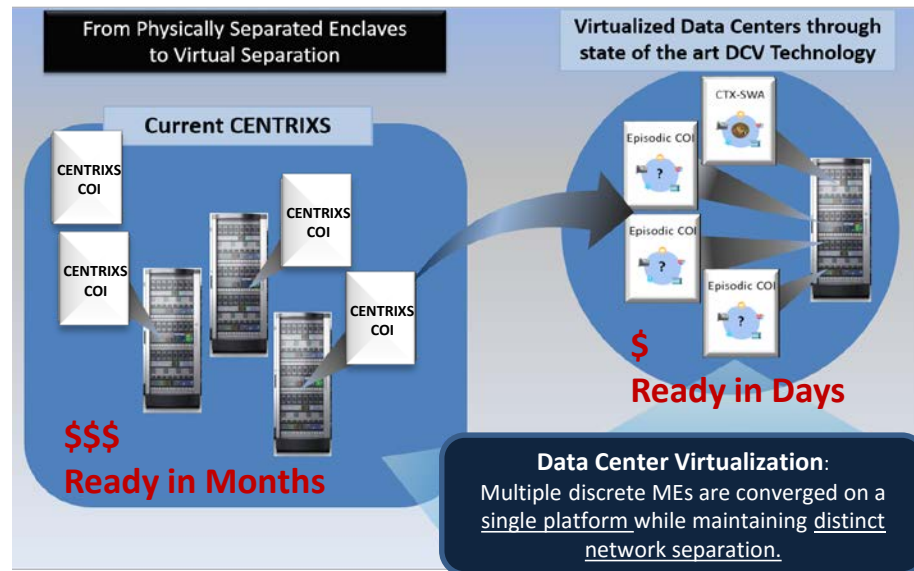 From Physically Separated Enclaves
to Virtual Separation
Virtualized Data Centers through
state of the art DCV Technology
Current CENTRIXS
CENTRIXS
COI
CENTRIXS
COI
CENTRIXS
COI
CENTRIXS
COI
CTX-SWA
Episodic COI
?
Episodic COI
?
Episodic COI
?
$$$
Ready in Months
$
Ready in Days
Data Center Virtualization:
Multiple discrete MEs are converged on a
single platform while maintaining distinct
network separation.